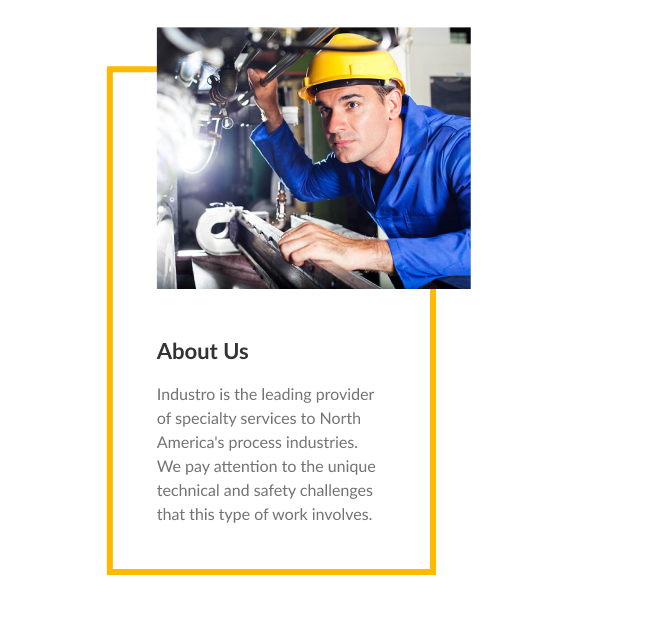 About Us
Industro is the leading provider
of specialty services to North
America's process industries.
We pay attention to the unique
technical and safety challenges
that this type of work involves.